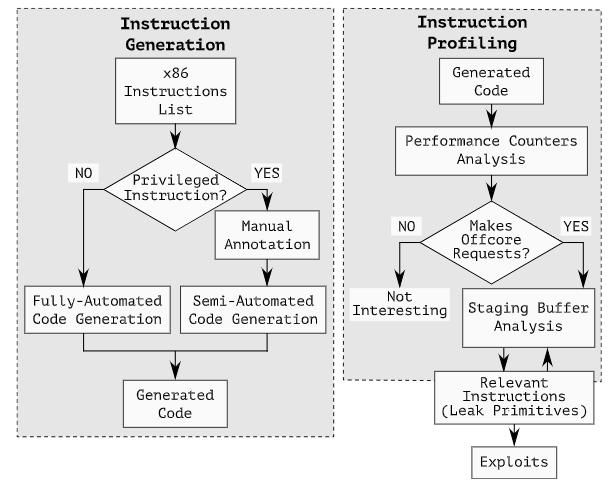 Instruction
Generation
x86
Instructions
List
NO
Privileged
Instruction?
YES
Manual
Annotation
Fully-Automated
Code Generation
Semi-Automated
Code Generation
Generated
Code
Instruction
Profiling
Generated
Code
Performance Counters
Analysis
NO
Makes
Offcore
Requests?
YES
Not
Interesting
Staging Buffer
Analysis
Relevant
Instructions
(Leak Primitives)
Exploits